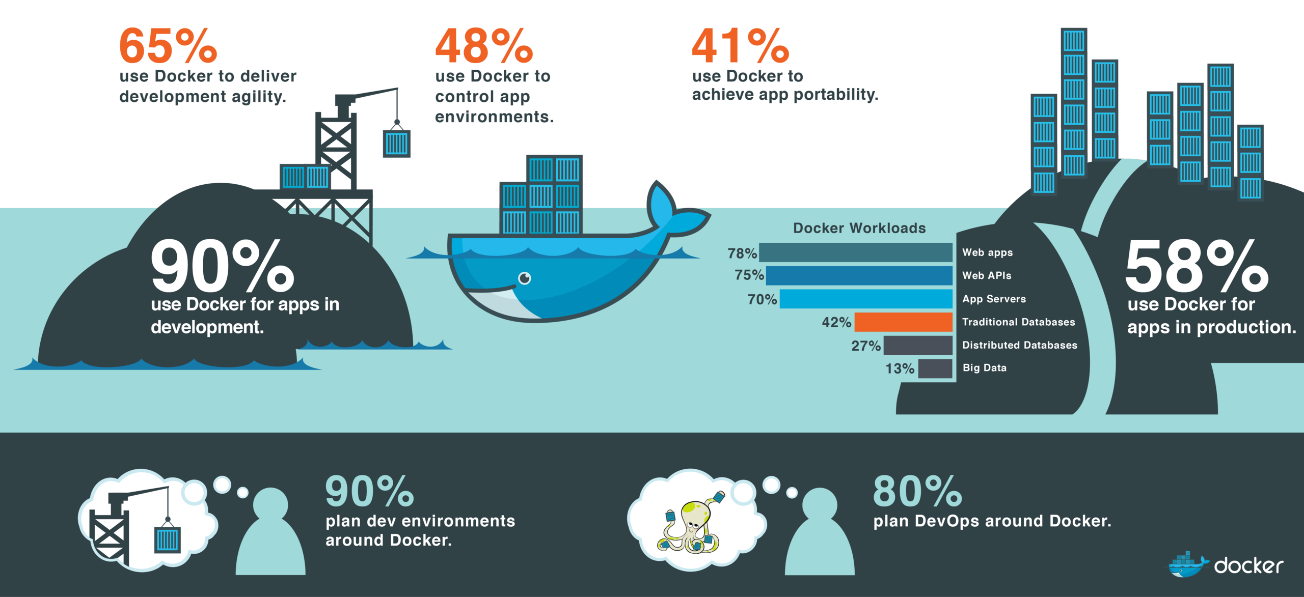 65%
use Docker to deliver
development agility.
48%
use Docker to
control app
environments.
41%
use Docker to
achieve app portability.
90%
use Docker for apps in
development.
Docker Workloads
78% Web apps
75% Web APIs
70% App Servers
42% Traditional Databases
27% Distributed Databases
13% Big Data
58%
use Docker for
apps in production.
90%
plan dev environments
around Docker.
80%
plan DevOps around Docker.
docker